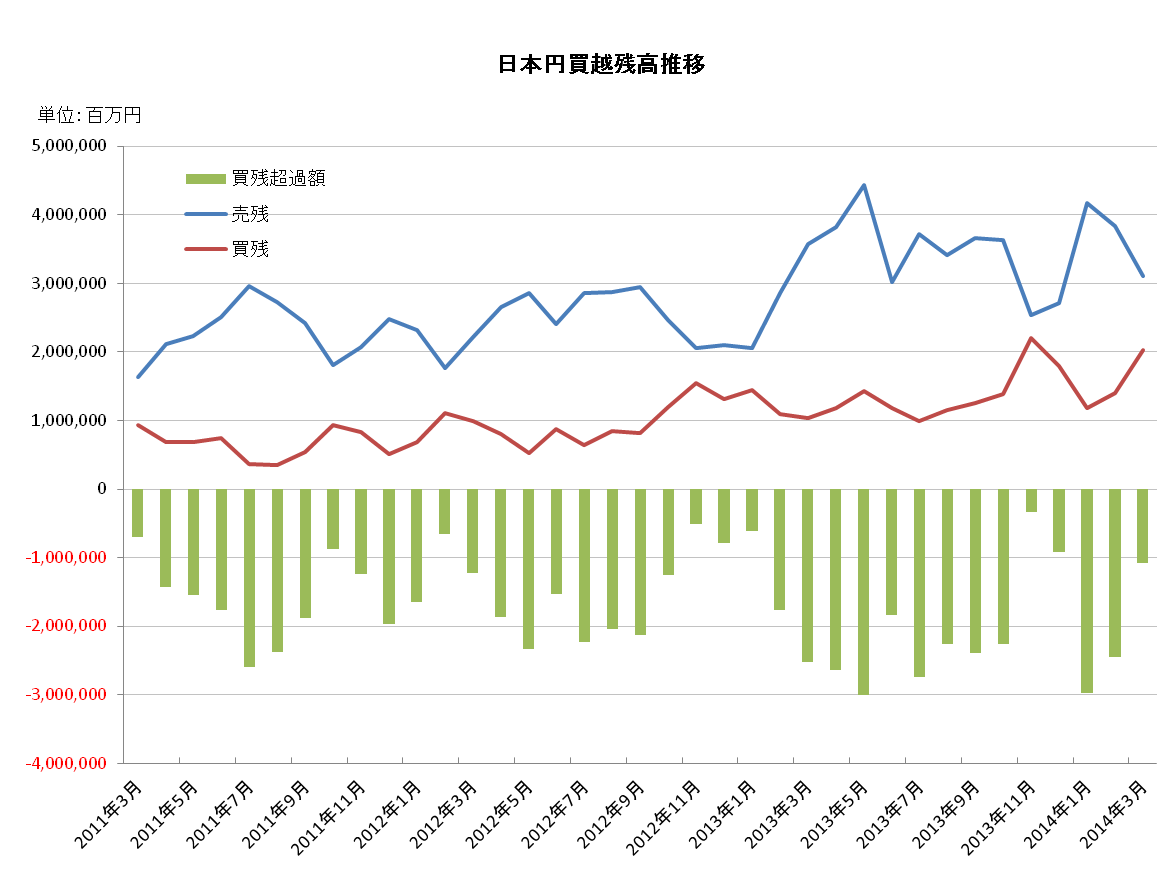 日本円買越残高推移
単位：百万円
5,000,000
4,000,000
3,000,000
2,000,000
1,000,000
0
-1,000,000
-2,000,000
-3,000,000
-4,000,000
買残超過額
売残
買残
2011年3月
2011年5月
2011年7月
2011年9月
2011年11月
2012年1月
2012年3月
2012年5月
2012年7月
2012年9月
2012年11月
2013年1月
2013年3月
2013年5月
2013年7月
2013年9月
2013年11月
2014年1月
2014年3月